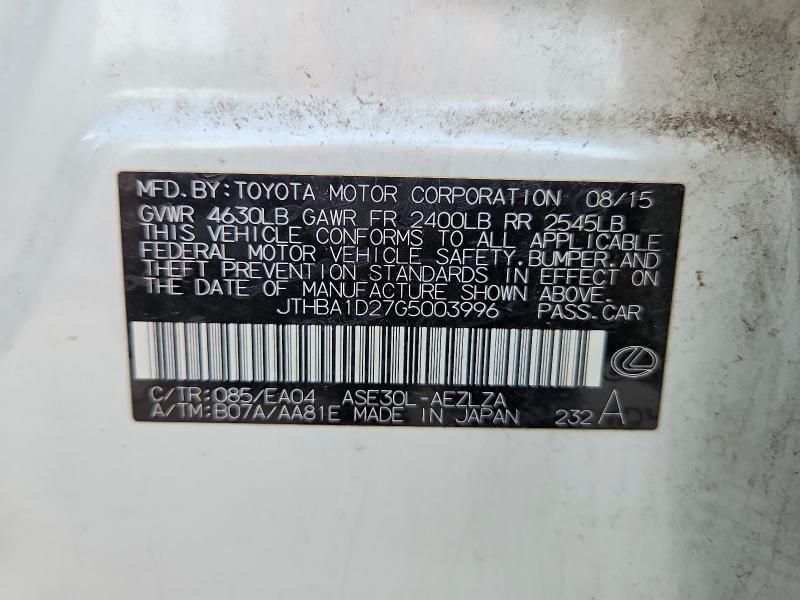 MFD.BY:TOYOTA MOTOR CORPORATION 08/15
GVWR 4630LB GAWR FR 2400LB RR 2545LB
THIS VEHICLE CONFORMS TO ALL APPLICABLE
FEDERAL MOTOR VEHICLE SAFETY,BUMPER,AND
THEFT PREVENTION STANDARDS IN EFFECT ON
THE DATE OF MANUFACTURE SHOWN ABOVE.
JTHBA1D27G5003996 PASS.CAR
C/TR:085/EA04 ASE30L-AEZLZA
A/TM:B07A/AA81E MADE IN JAPAN 232 A